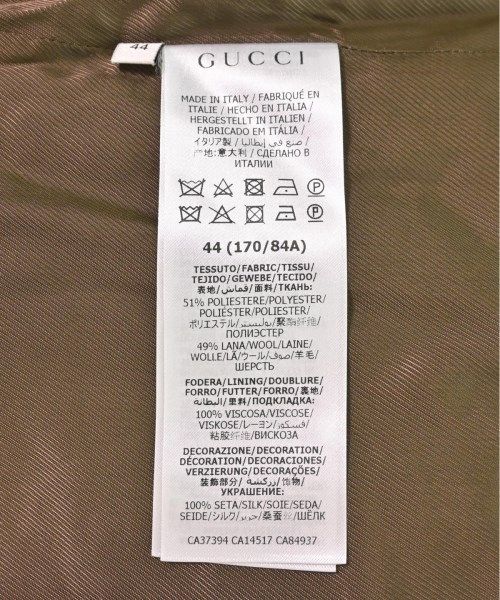 44
GUCCI
MADE IN ITALY / FABRIQUÉ EN
ITALIE / HECHO EN ITALIA /
HERGESTELLT IN ITALIEN /
FABRICADO EM ITÁLIA /
イタリア製 / صنع في إيطاليا /
产地:意大利 / СДЕЛАНО В
ИТАЛИИ
44 (170/84A)
TESSUTO/FABRIC/TISSU/
TEJIDO/GEWEBE/TECIDO/
表地/قماش/面料/ТКАНЬ:
51% POLIESTERE/POLYESTER/
POLIÉSTER/POLYESTER/
ポリエステル/بوليستر/聚酯纤维/
ПОЛИЭСТЕР
49% LANA/WOOL/LAINE/
WOLLE/LÃ/ウール/صوف/羊毛/
ШЕРСТЬ
FODERA/LINING/DOUBLURE/
FORRO/FUTTER/FORRO/裏地/
البطانة/里料/ПОДКЛАДКА:
100% VISCOSA/VISCOSE/
VISKOSE/レーヨン/فسكوز/
粘胶纤维/ВИСКОЗА
DECORAZIONE/DECORATION/
DÉCORATION/DECORACIONES/
VERZIERUNG/DECORAÇÕES/
装飾部分/زركشة/饰物/
УКРАШЕНИЕ:
100% SETA/SILK/SOIE/SEDA/
SEIDE/シルク/حرير/桑蚕丝/ШЁЛК
CA37394 CA14517 CA84937